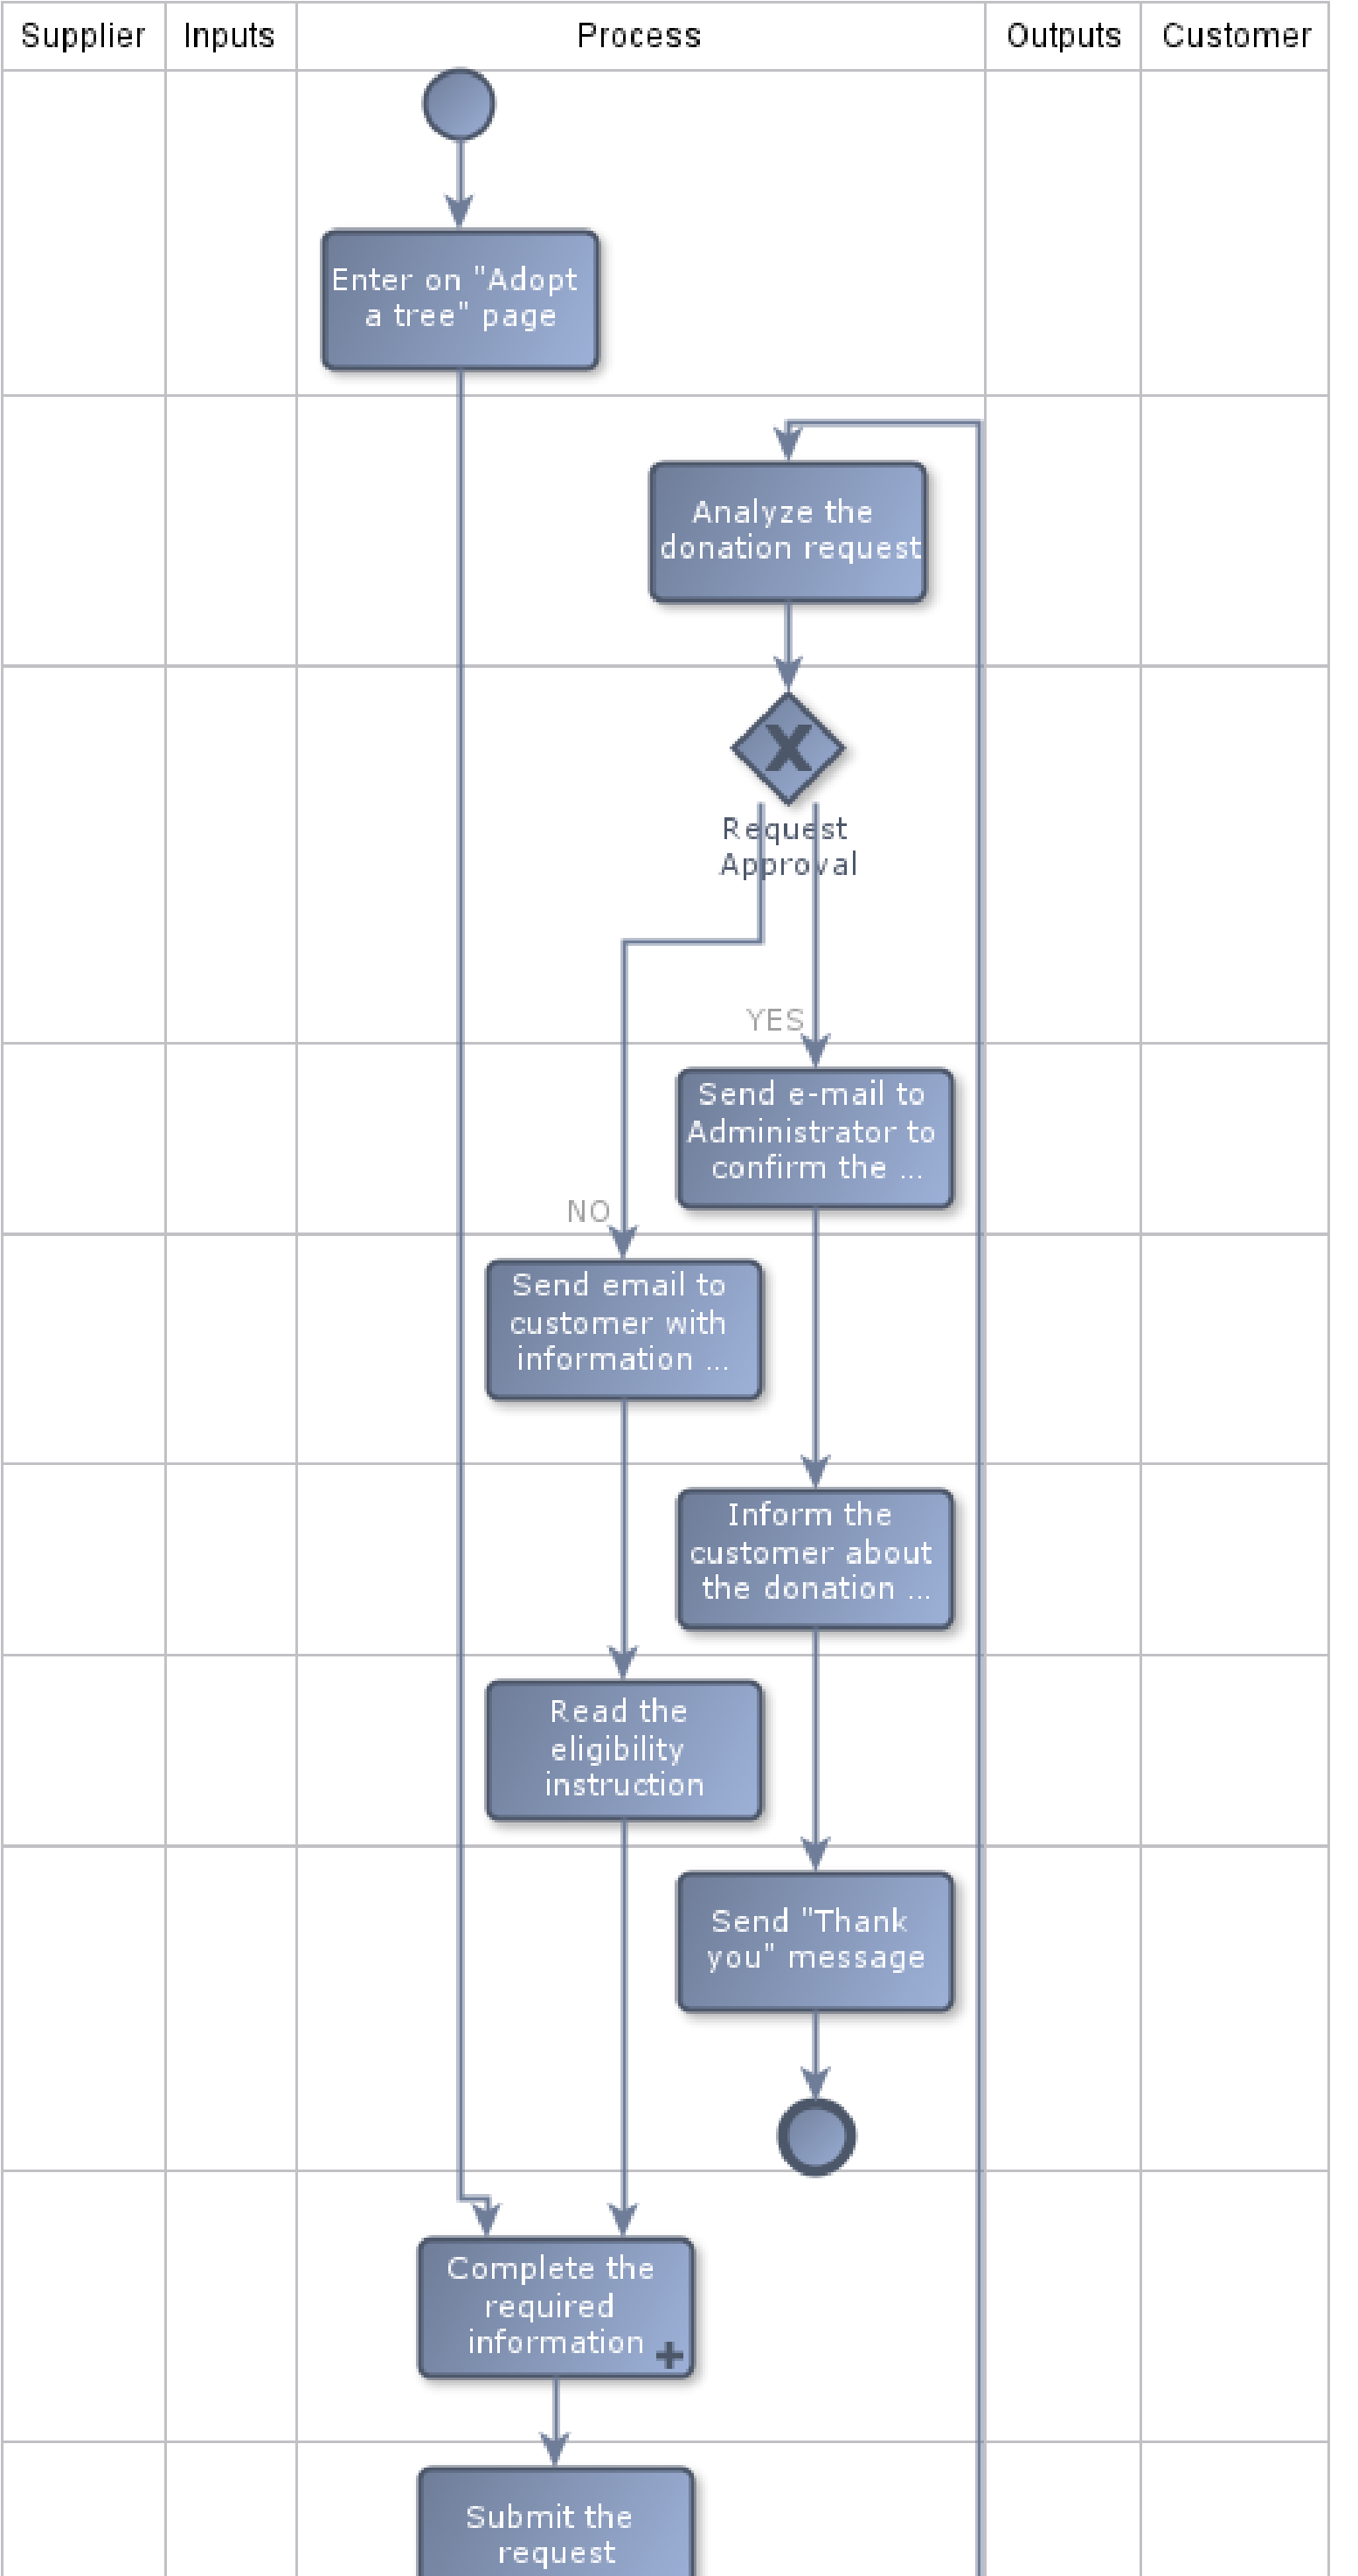 Supplier Inputs Process Outputs Customer
Enter on "Adopt
a tree" page
Analyze the
donation request
Request
Approval
YES
Send e-mail to
Administrator to
confirm the ...
NO
Send email to
customer with
information ...
Inform the
customer about
the donation ...
Read the
eligibility
instruction
Send "Thank
you" message
Complete the
required
information
Submit the
request